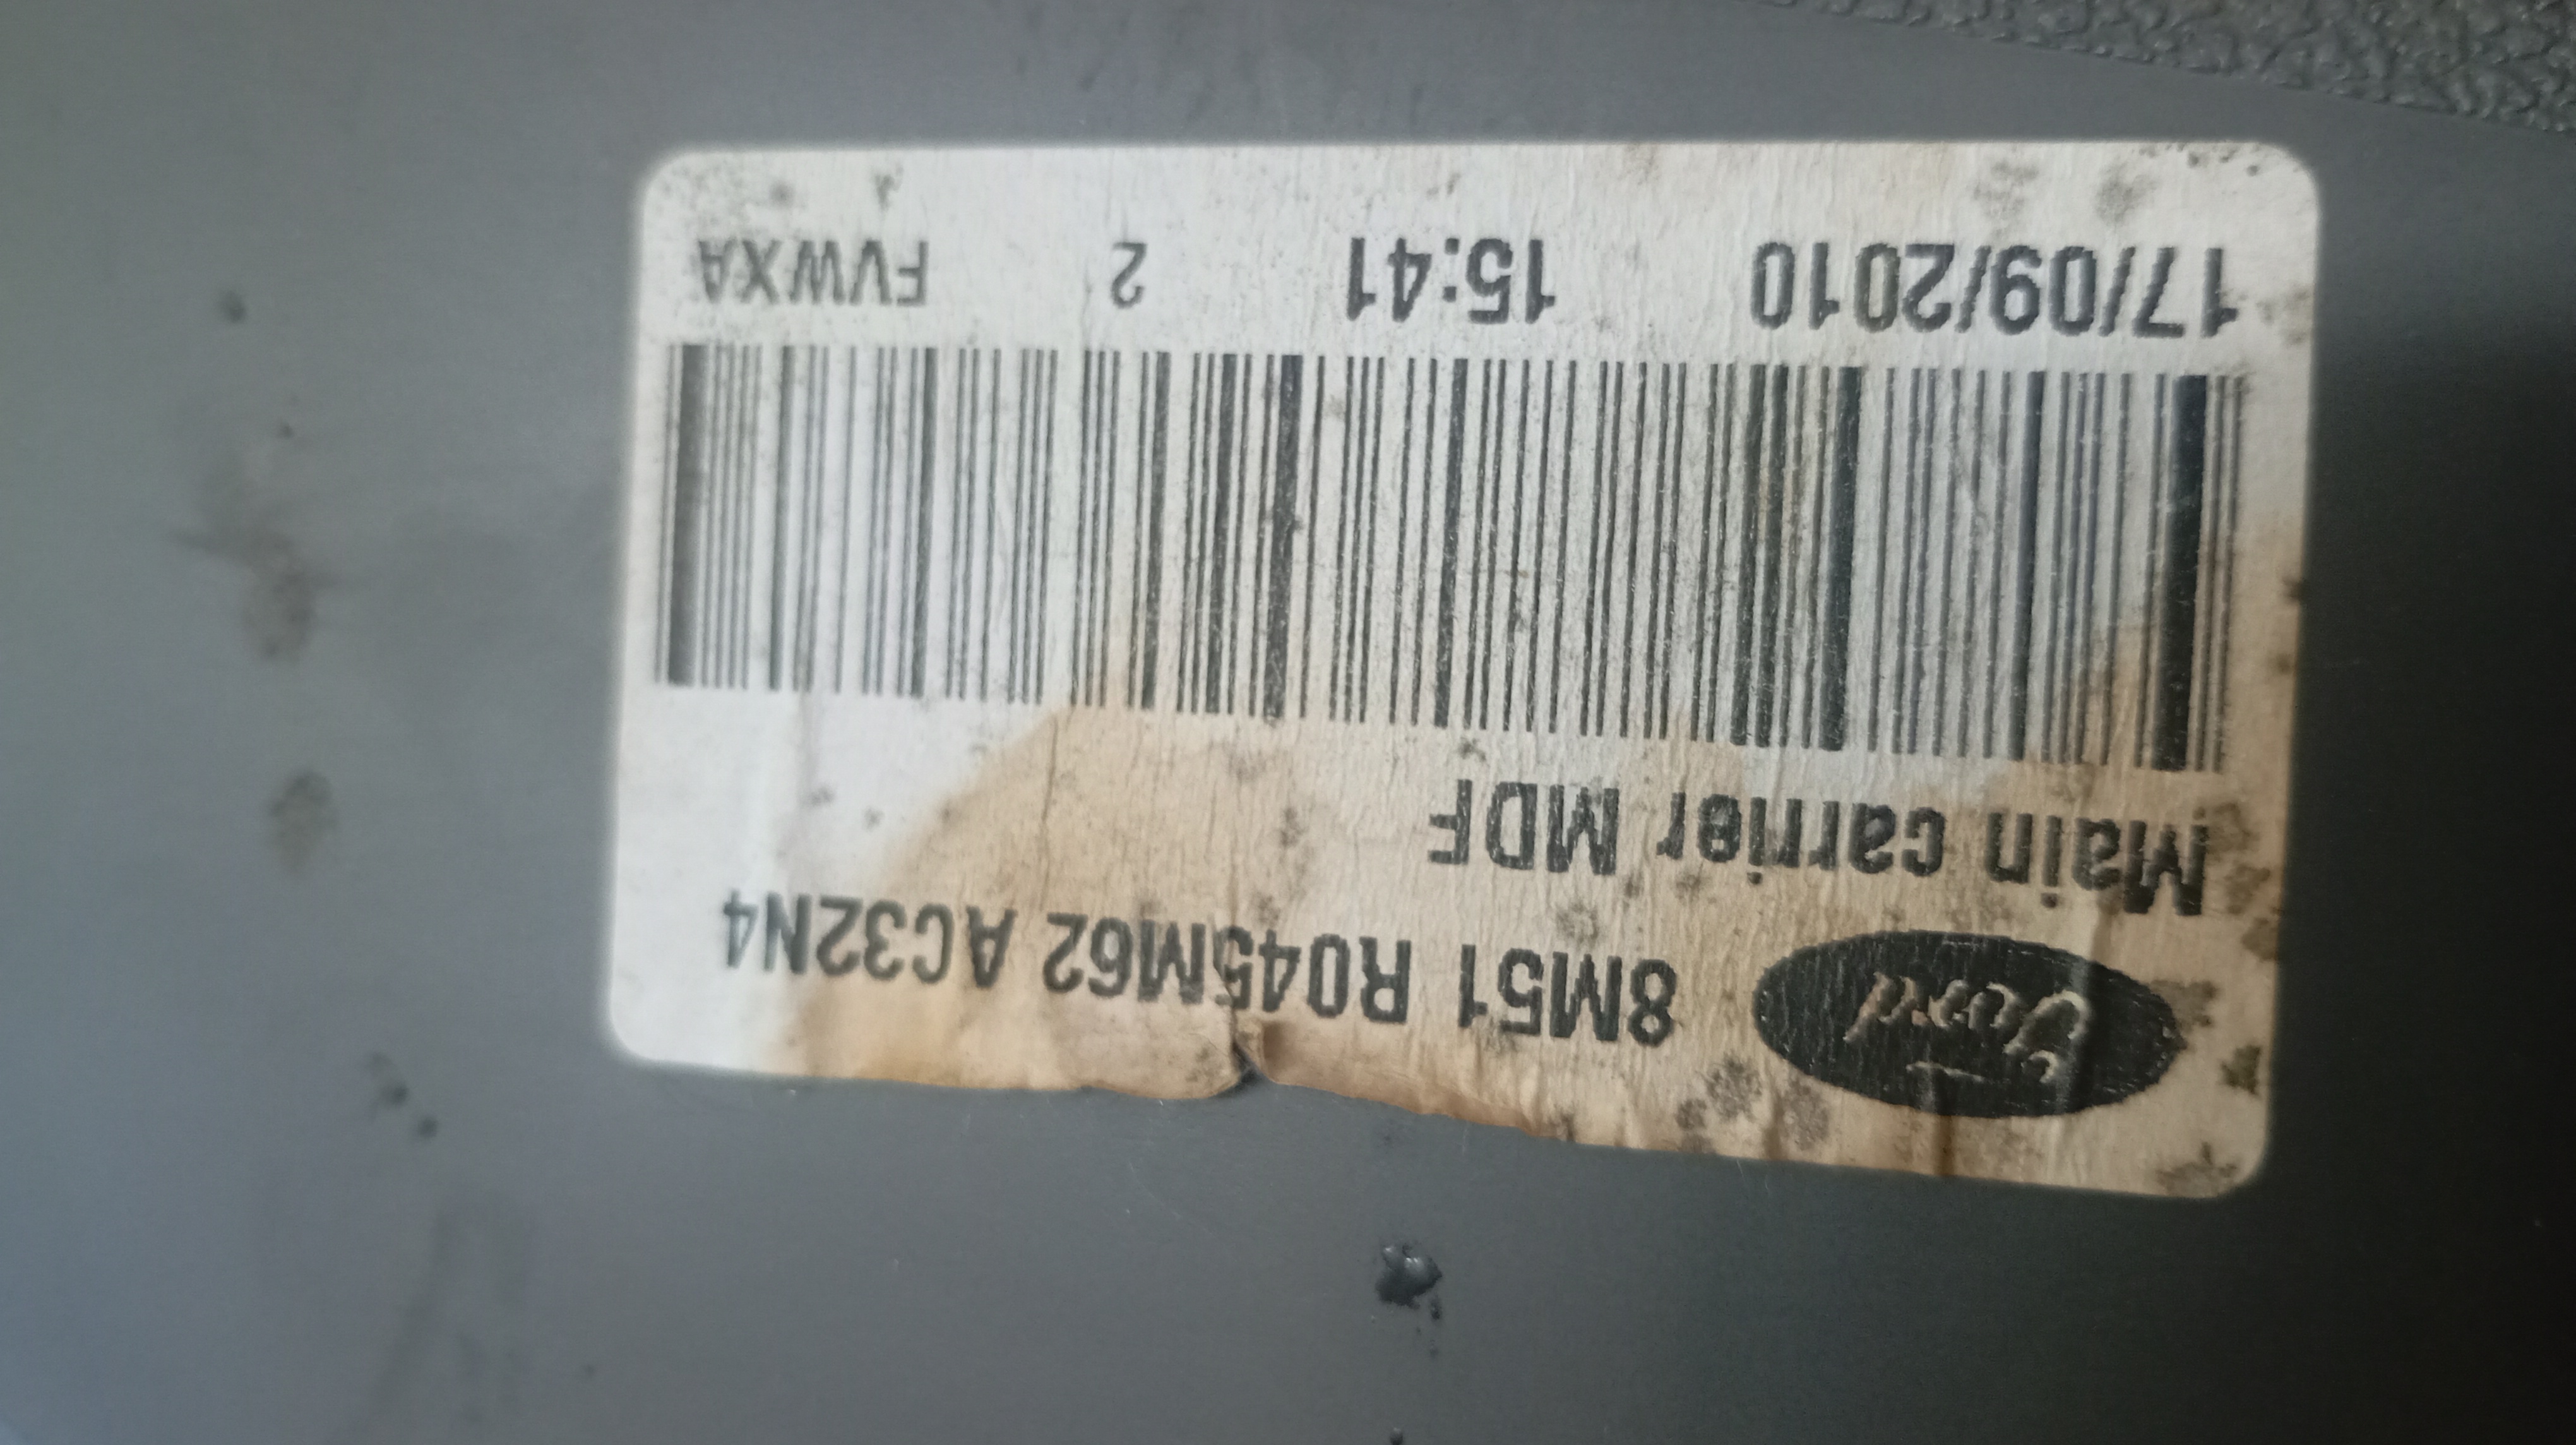 Ford 8M51 R045M62 AC32N4
Main carrier MDF
17/09/2010 15:41 2 FVWXA